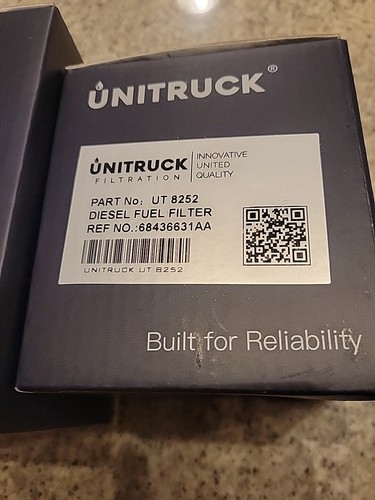 UNITRUCK®
UNITRUCK
FILTRATION
INNOVATIVE
UNITED
QUALITY
PART No: UT 8252
DIESEL FUEL FILTER
REF NO.:68436631AA
UNITRUCK UT 8252
Built for Reliability